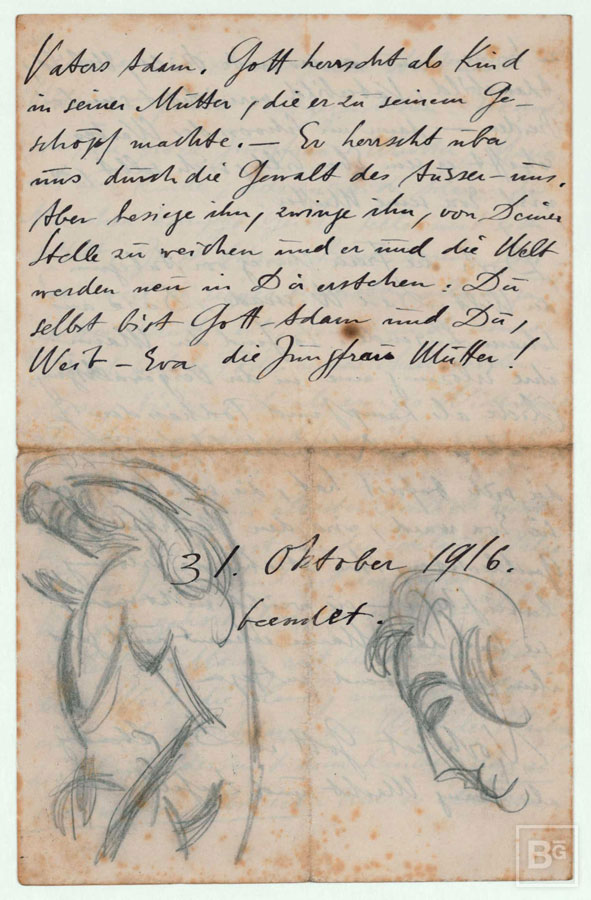 Vaters Adam. Gott herrscht als Kind
in seiner Mutter, die er zu seinem Ge-
schöpf machte. — Er herrscht über
uns durch die Gewalt des Ausser-uns.
Aber besiege ihn, zwinge ihn, von Deiner
Stelle zu weichen und er und die Welt
werden neu in Dir erstehen: Du
selbst bist Gott-Adam und Du,
Weib - Eva die Jungfrau Mutter!
31. Oktober 1916.
beendet.
BG